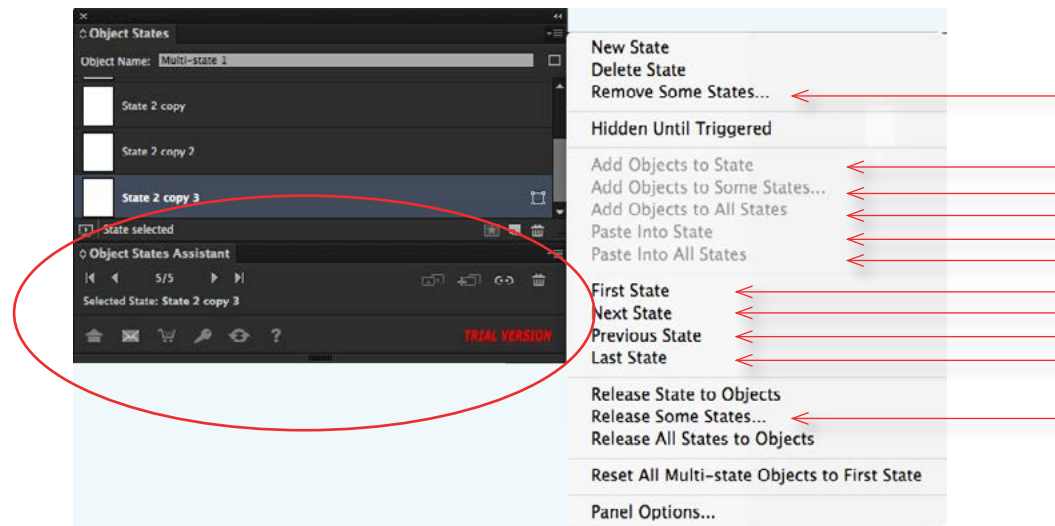 Object States
Object Name: Multi-state 1
State 2 copy
State 2 copy 2
State 2 copy 3
State selected
Object States Assistant
5/5
Selected State: State 2 copy 3
?
TRIAL VERSION
New State
Delete State
Remove Some States...
Hidden Until Triggered
Add Objects to State
Add Objects to Some States...
Add Objects to All States
Paste Into State
Paste Into All States
First State
Next State
Previous State
Last State
Release State to Objects
Release Some States...
Release All States to Objects
Reset All Multi-state Objects to First State
Panel Options...